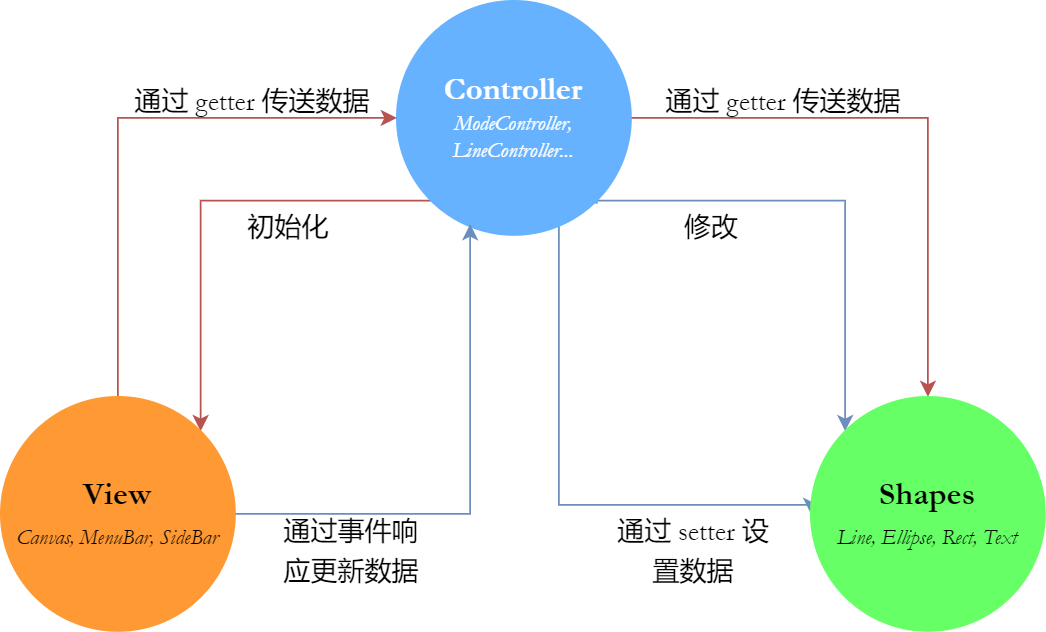 Controller
ModeController,
LineController...
通过 getter 传送数据
通过 getter 传送数据
初始化
修改
View
Canvas, MenuBar, SideBar
通过事件响
应更新数据
通过 setter 设
置数据
Shapes
Line, Ellipse, Rect, Text